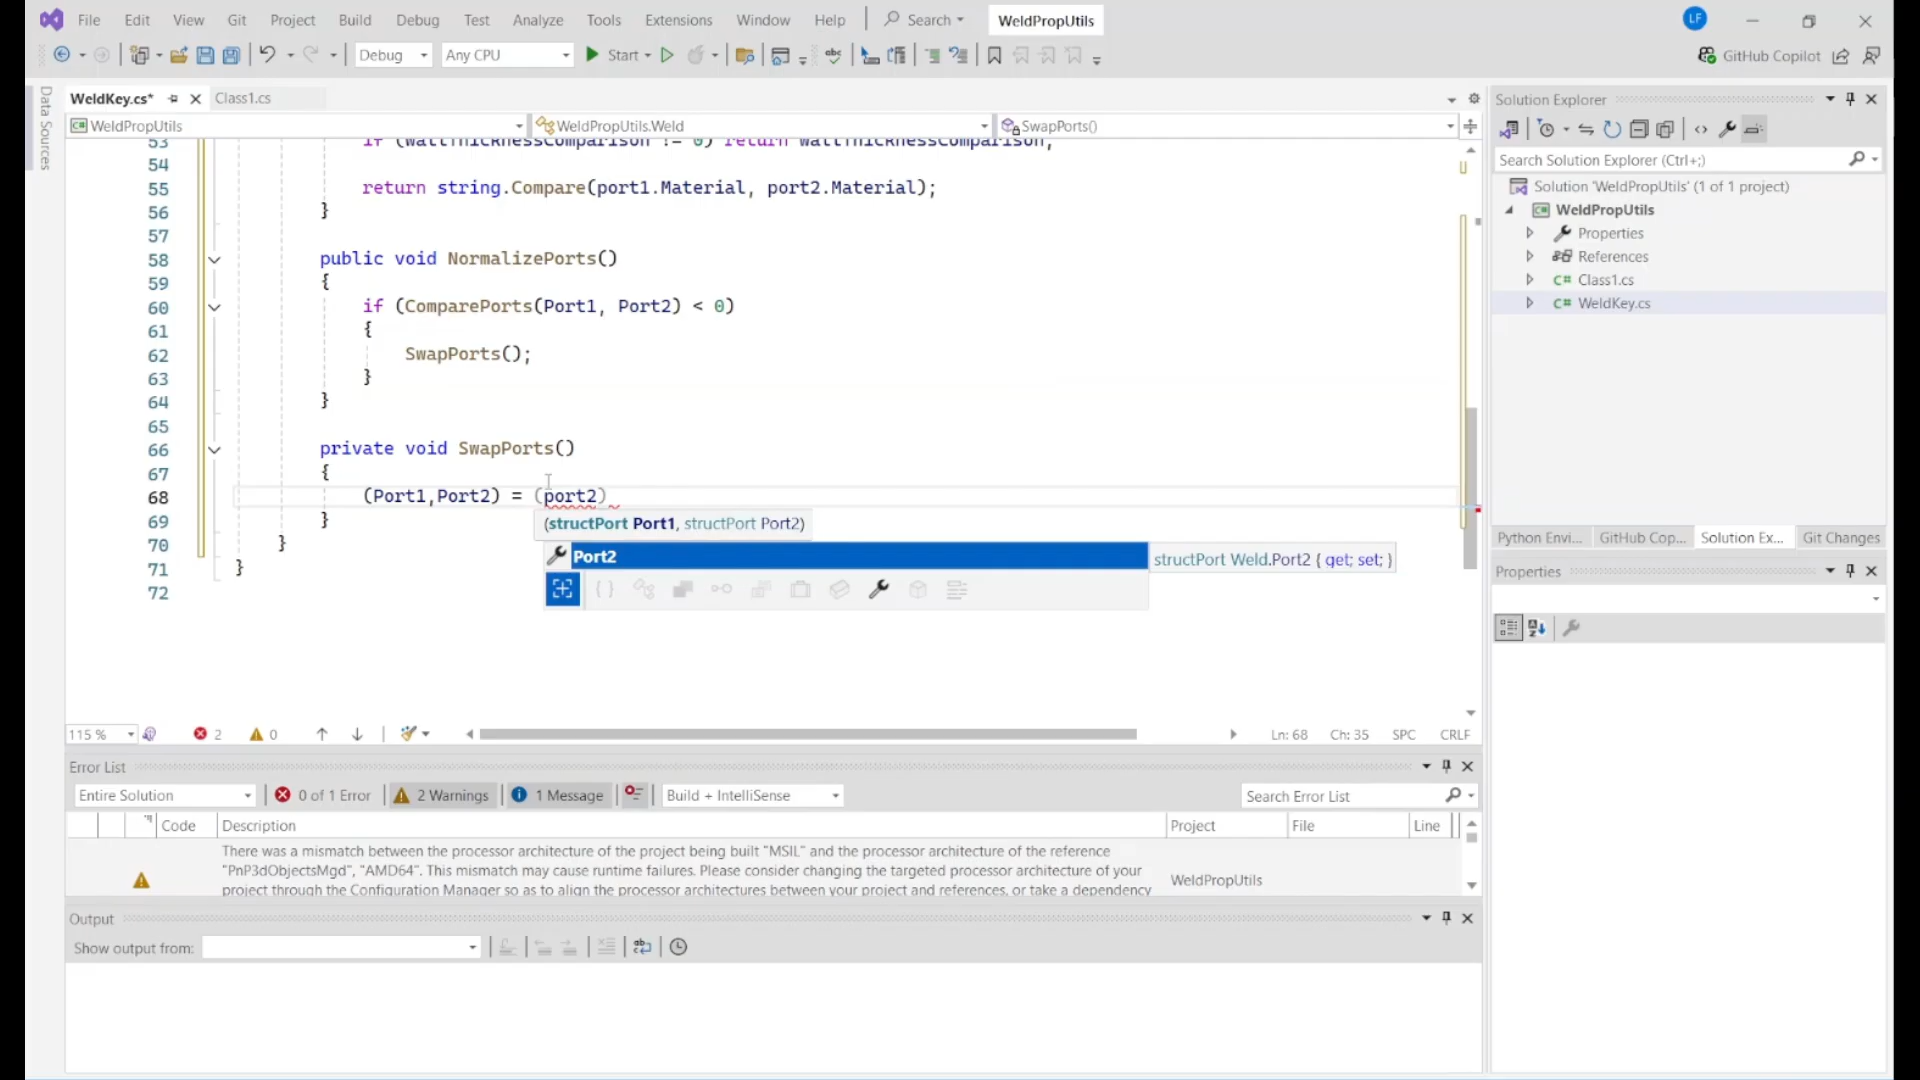 File Edit View Git Project Build Debug Test Analyze Tools Extensions Window Help Search WeldPropUtils LF
Debug Any CPU Start GitHub Copilot
Data Sources
WeldKey.cs* Class1.cs
WeldPropUtils WeldPropUtils.Weld SwapPorts()
53 if (wallThicknessComparison != 0) return wallThicknessComparison;
54
55 return string.Compare(port1.Material, port2.Material);
56 }
57
58 public void NormalizePorts()
59 {
60 if (ComparePorts(Port1, Port2) < 0)
61 {
62 SwapPorts();
63 }
64 }
65
66 private void SwapPorts()
67 {
68 (Port1,Port2) = (port2)
69 }
70 }
71 }
72
(structPort Port1, structPort Port2)
Port2
structPort Weld.Port2 { get; set; }
115 % 2 0 Ln: 68 Ch: 35 SPC CRLF
Solution Explorer
Search Solution Explorer (Ctrl+;)
Solution 'WeldPropUtils' (1 of 1 project)
WeldPropUtils
Properties
References
C# Class1.cs
C# WeldKey.cs
Python Envi... GitHub Cop... Solution Ex... Git Changes
Properties
Error List
Entire Solution 0 of 1 Error 2 Warnings 1 Message Build + IntelliSense Search Error List
Code Description Project File Line
There was a mismatch between the processor architecture of the project being built "MSIL" and the processor architecture of the reference
"PnP3dObjectsMgd", "AMD64". This mismatch may cause runtime failures. Please consider changing the targeted processor architecture of your
project through the Configuration Manager so as to align the processor architectures between your project and references, or take a dependency
WeldPropUtils
Output
Show output from: